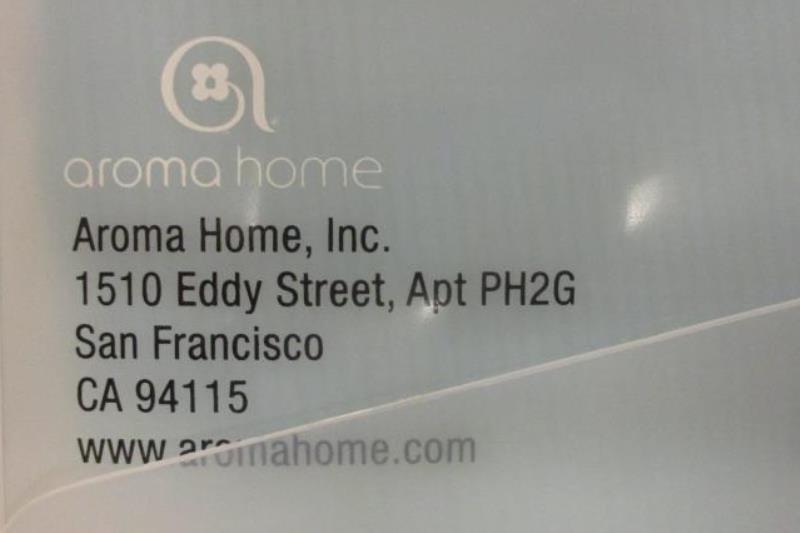 aroma home
Aroma Home, Inc.
1510 Eddy Street, Apt PH2G
San Francisco
CA 94115
www.aromahome.com